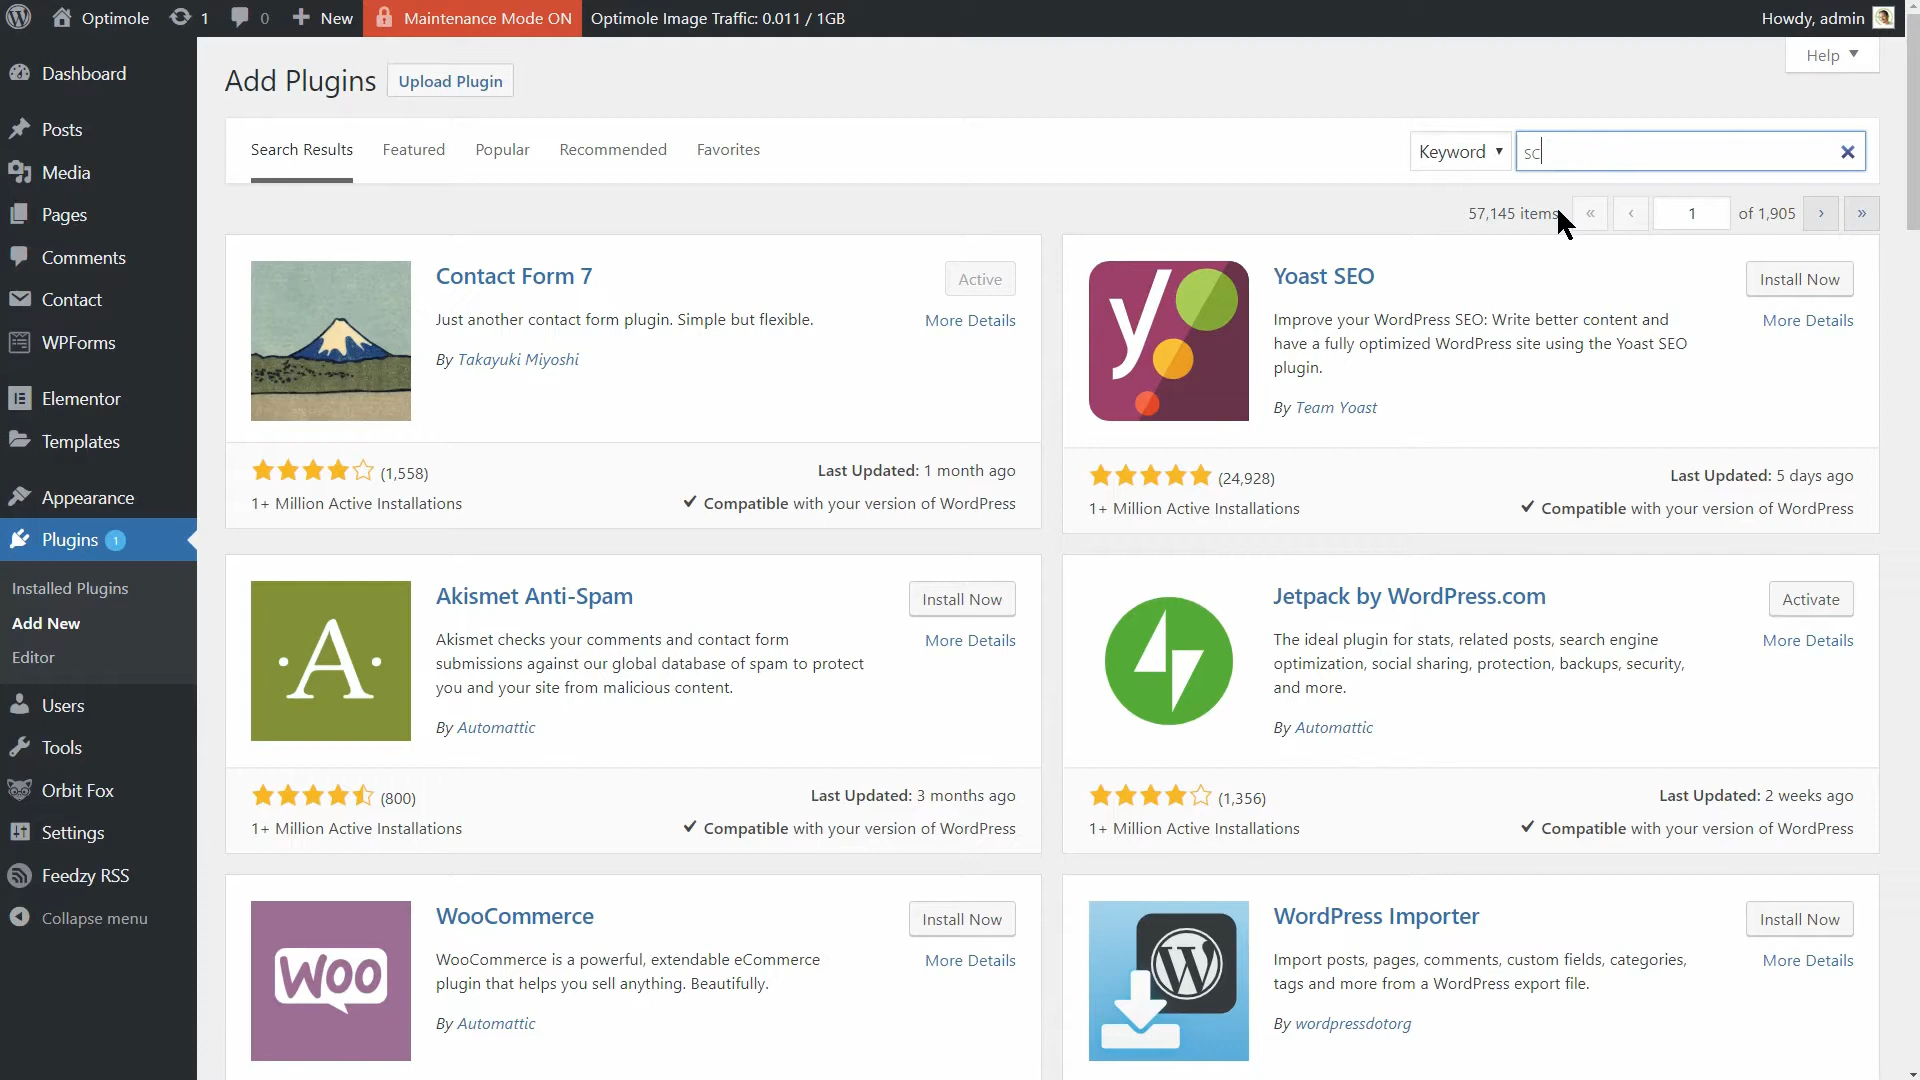 Optimole 1 0 New Maintenance Mode ON Optimole Image Traffic: 0.011 / 1GB Howdy, admin
Help ▼
Dashboard
Posts
Media
Pages
Comments
Contact
WPForms
Elementor
Templates
Appearance
Plugins 1
Installed Plugins
Add New
Editor
Users
Tools
Orbit Fox
Settings
Feedzy RSS
Collapse menu
Add Plugins Upload Plugin
Search Results Featured Popular Recommended Favorites Keyword ▼ sc
57,145 items « ‹ 1 of 1,905 › »
Contact Form 7
Active
Just another contact form plugin. Simple but flexible.
More Details
By Takayuki Miyoshi
(1,558)
Last Updated: 1 month ago
1+ Million Active Installations
✓ Compatible with your version of WordPress
Yoast SEO
Install Now
Improve your WordPress SEO: Write better content and
have a fully optimized WordPress site using the Yoast SEO
plugin.
More Details
By Team Yoast
(24,928)
Last Updated: 5 days ago
1+ Million Active Installations
✓ Compatible with your version of WordPress
·A·
Akismet Anti-Spam
Install Now
Akismet checks your comments and contact form
submissions against our global database of spam to protect
you and your site from malicious content.
More Details
By Automattic
(800)
Last Updated: 3 months ago
1+ Million Active Installations
✓ Compatible with your version of WordPress
Jetpack by WordPress.com
Activate
The ideal plugin for stats, related posts, search engine
optimization, social sharing, protection, backups, security,
and more.
More Details
By Automattic
(1,356)
Last Updated: 2 weeks ago
1+ Million Active Installations
✓ Compatible with your version of WordPress
WOO
WooCommerce
Install Now
WooCommerce is a powerful, extendable eCommerce
plugin that helps you sell anything. Beautifully.
More Details
By Automattic
WordPress Importer
Install Now
Import posts, pages, comments, custom fields, categories,
tags and more from a WordPress export file.
More Details
By wordpressdotorg